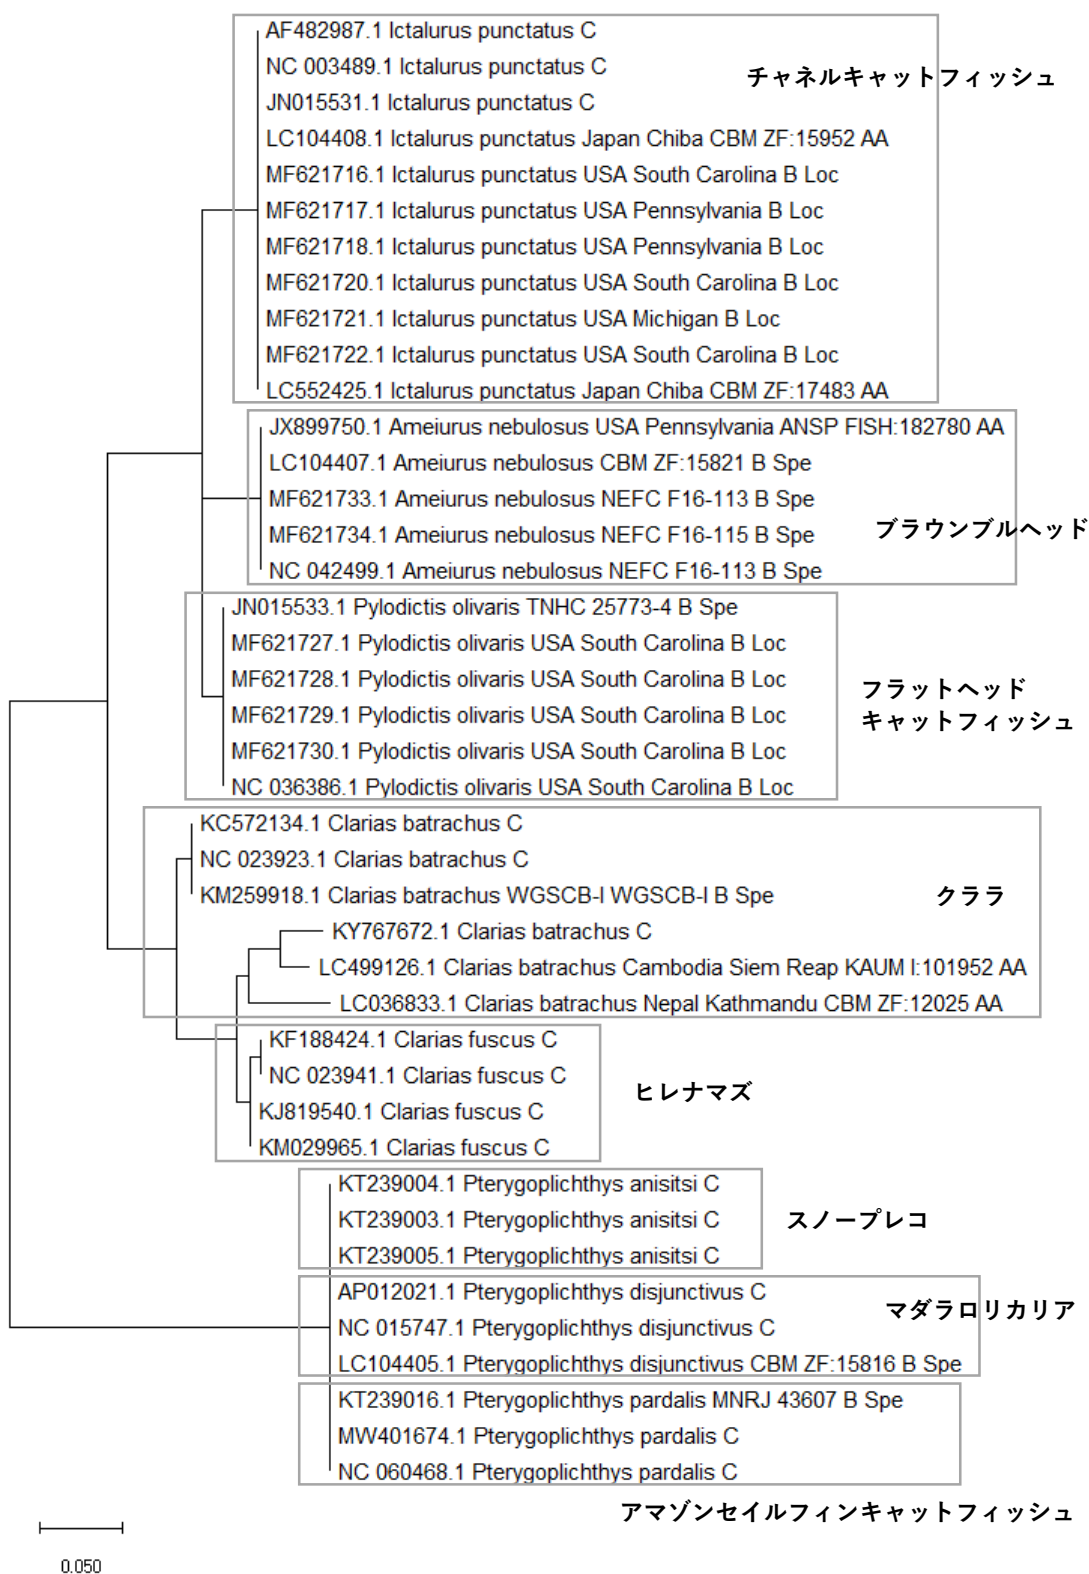 AF482987.1 Ictalurus punctatus C
NC 003489.1 Ictalurus punctatus C
チャネルキャットフィッシュ
JN015531.1 Ictalurus punctatus C
LC104408.1 Ictalurus punctatus Japan Chiba CBM ZF:15952 AA
MF621716.1 Ictalurus punctatus USA South Carolina B Loc
MF621717.1 Ictalurus punctatus USA Pennsylvania B Loc
MF621718.1 Ictalurus punctatus USA Pennsylvania B Loc
MF621720.1 Ictalurus punctatus USA South Carolina B Loc
MF621721.1 Ictalurus punctatus USA Michigan B Loc
MF621722.1 Ictalurus punctatus USA South Carolina B Loc
LC552425.1 Ictalurus punctatus Japan Chiba CBM ZF:17483 AA
JX899750.1 Ameiurus nebulosus USA Pennsylvania ANSP FISH:182780 AA
LC104407.1 Ameiurus nebulosus CBM ZF:15821 B Spe
MF621733.1 Ameiurus nebulosus NEFC F16-113 B Spe
MF621734.1 Ameiurus nebulosus NEFC F16-115 B Spe
ブラウンブルヘッド
NC 042499.1 Ameiurus nebulosus NEFC F16-113 B Spe
JN015533.1 Pylodictis olivaris TNHC 25773-4 B Spe
MF621727.1 Pylodictis olivaris USA South Carolina B Loc
MF621728.1 Pylodictis olivaris USA South Carolina B Loc
フラットヘッド
キャットフィッシュ
MF621729.1 Pylodictis olivaris USA South Carolina B Loc
MF621730.1 Pylodictis olivaris USA South Carolina B Loc
NC 036386.1 Pylodictis olivaris USA South Carolina B Loc
KC572134.1 Clarias batrachus C
NC 023923.1 Clarias batrachus C
KM259918.1 Clarias batrachus WGSCB-I WGSCB-I B Spe
クララ
KY767672.1 Clarias batrachus C
LC499126.1 Clarias batrachus Cambodia Siem Reap KAUM I:101952 AA
LC036833.1 Clarias batrachus Nepal Kathmandu CBM ZF:12025 AA
KF188424.1 Clarias fuscus C
NC 023941.1 Clarias fuscus C
ヒレナマズ
KJ819540.1 Clarias fuscus C
KM029965.1 Clarias fuscus C
KT239004.1 Pterygoplichthys anisitsi C
KT239003.1 Pterygoplichthys anisitsi C
スノープレコ
KT239005.1 Pterygoplichthys anisitsi C
AP012021.1 Pterygoplichthys disjunctivus C
マダラロリカリア
NC 015747.1 Pterygoplichthys disjunctivus C
LC104405.1 Pterygoplichthys disjunctivus CBM ZF:15816 B Spe
KT239016.1 Pterygoplichthys pardalis MNRJ 43607 B Spe
MW401674.1 Pterygoplichthys pardalis C
NC 060468.1 Pterygoplichthys pardalis C
アマゾンセイルフィンキャットフィッシュ
0.050